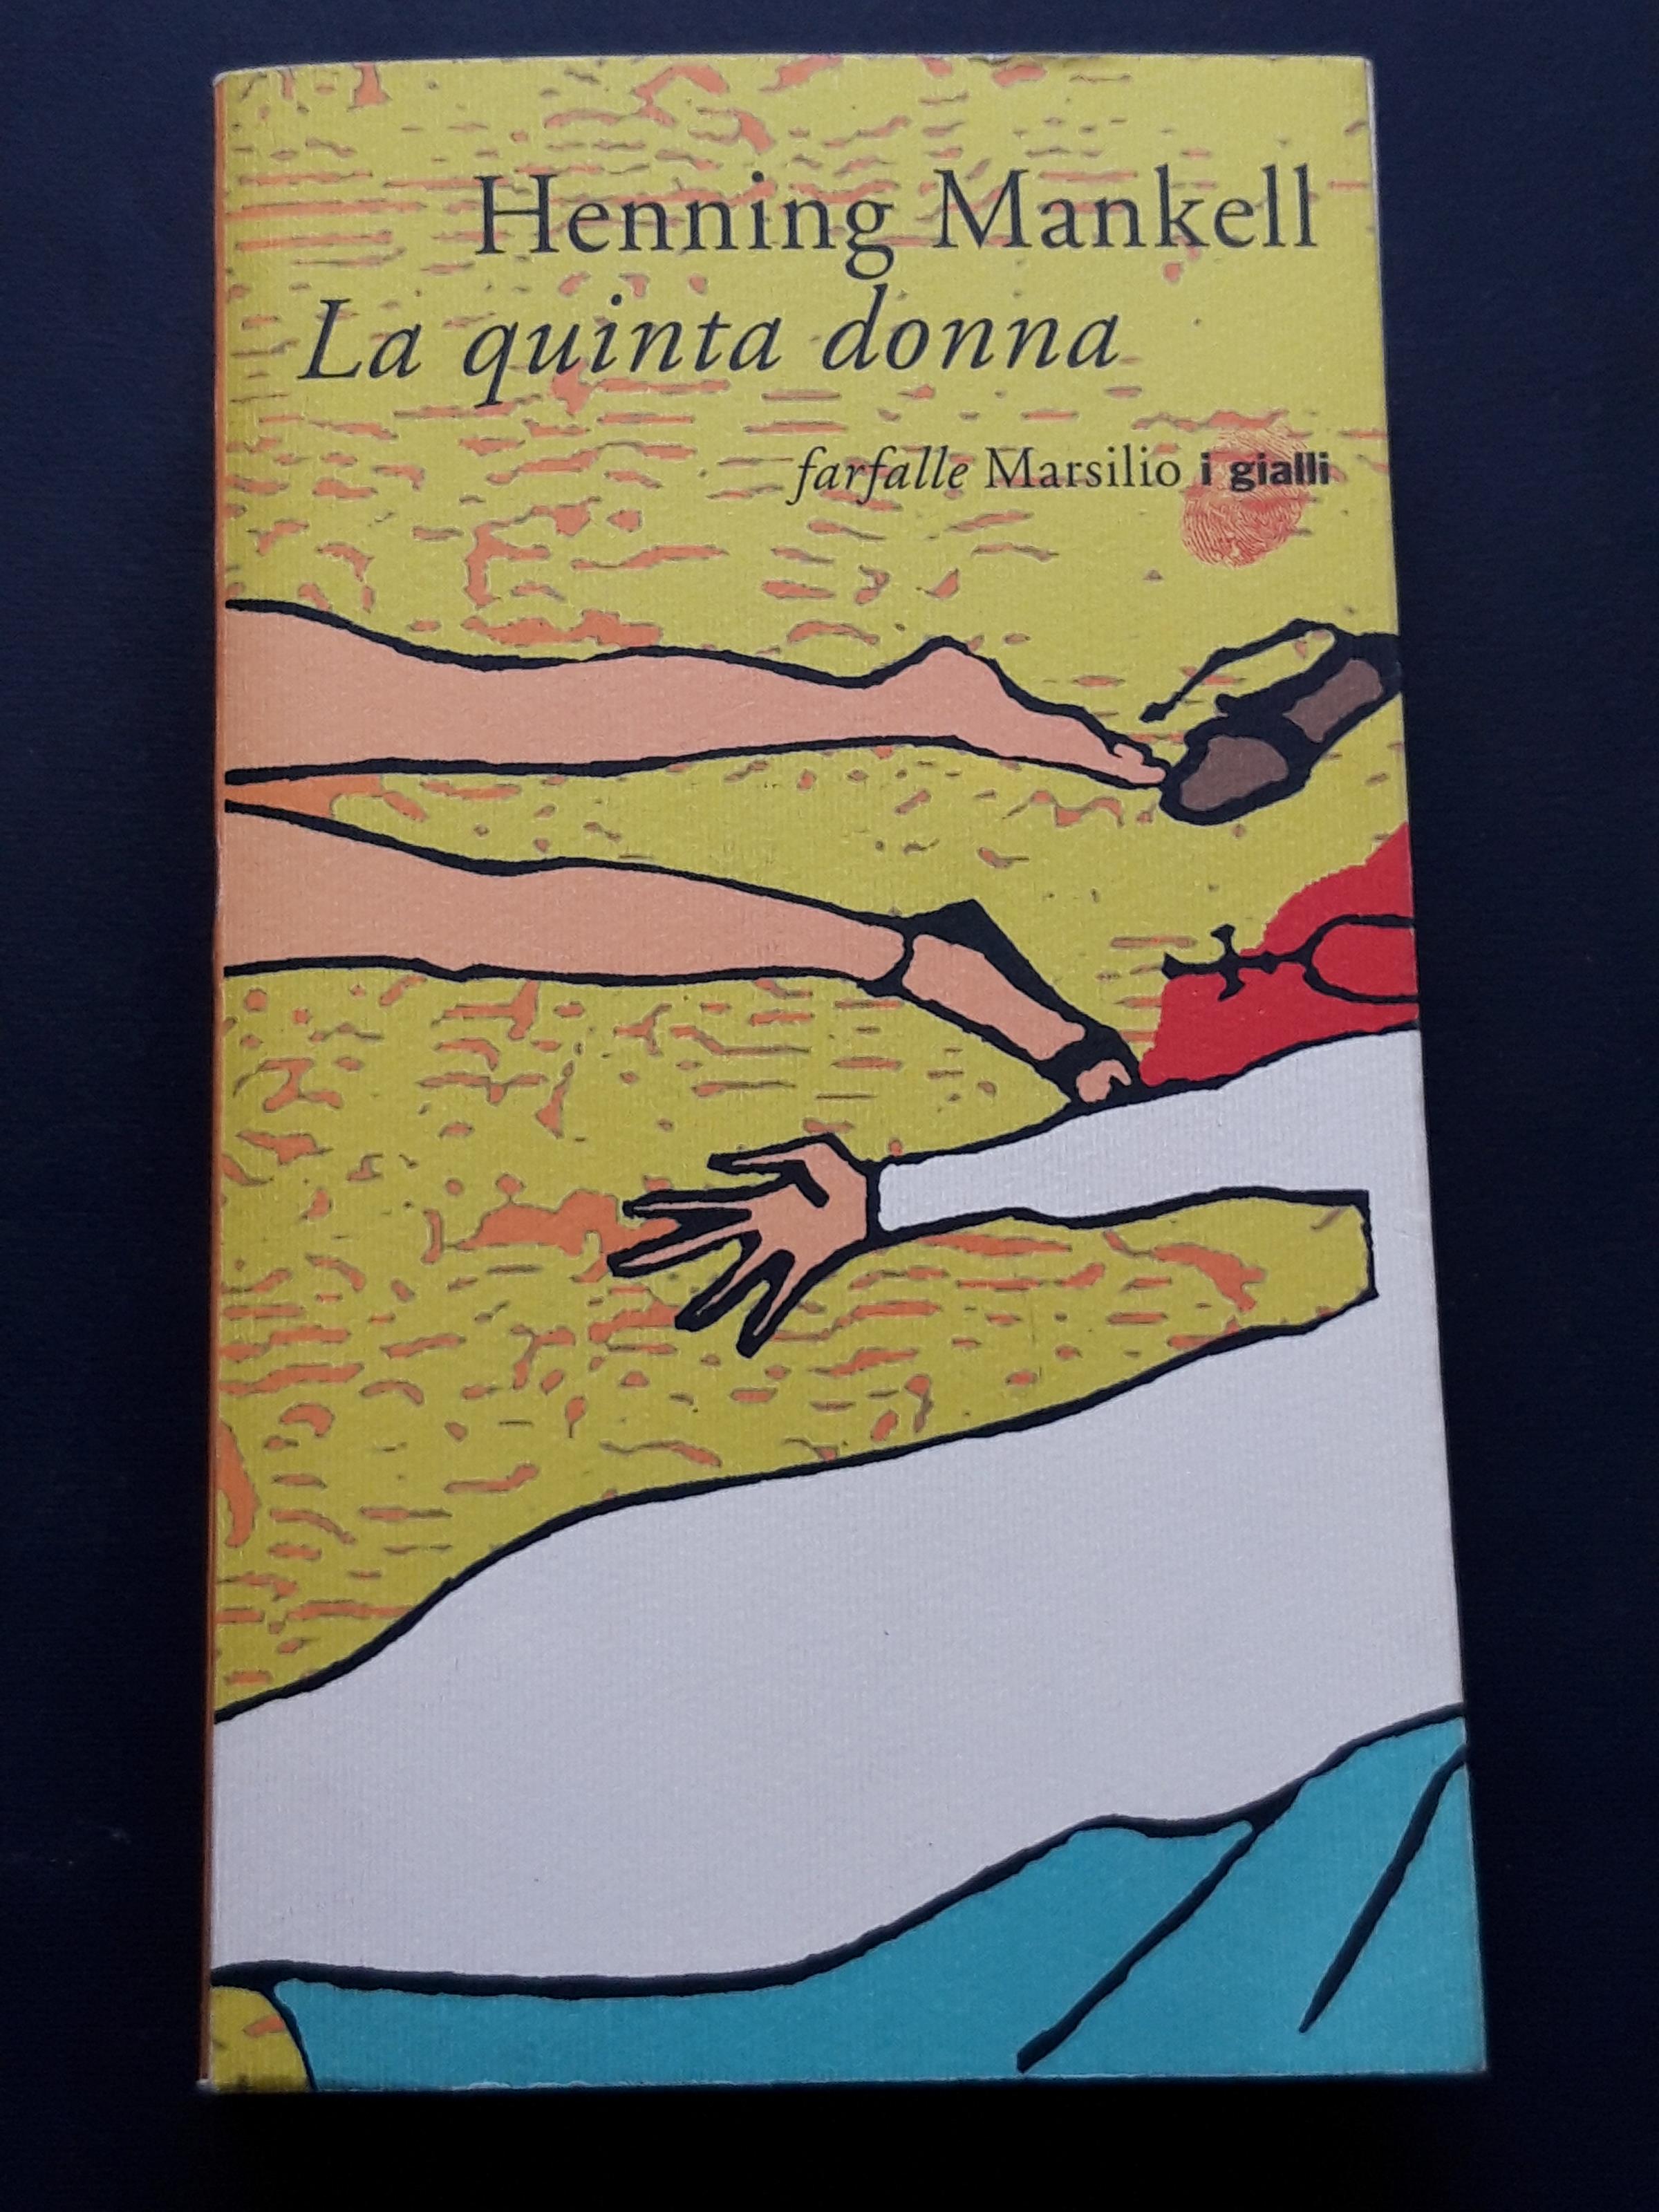 Henning Mankell
La quinta donna
farfalle Marsilio i gialli